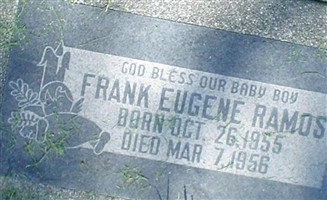 GOD BLESS OUR BABY BOY
FRANK EUGENE RAMOS
BORN OCT. 26, 1955
DIED MAR. 7, 1956